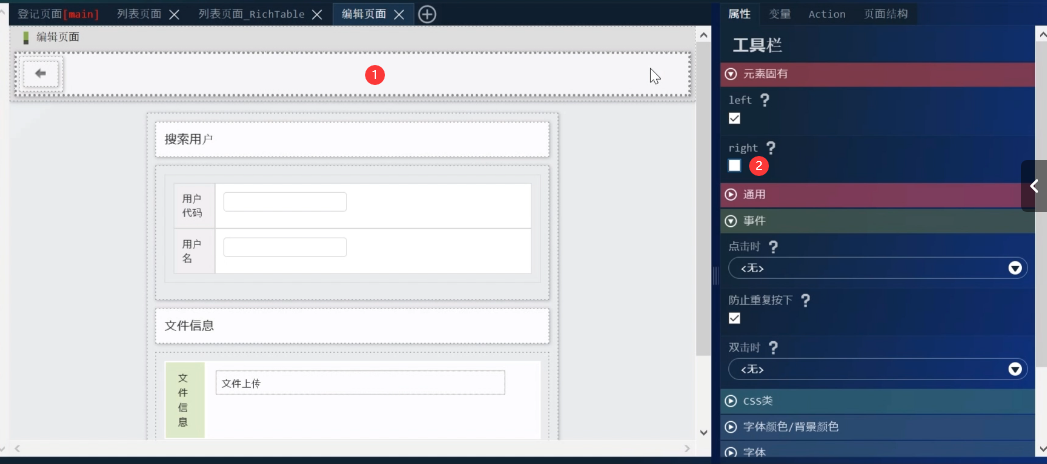 登记页面[main] 列表页面 列表页面_RichTable 编辑页面
编辑页面
1
搜索用户
用户
代码
用户
名
文件信息
文
件
信
息
文件上传
属性 变量 Action 页面结构
工具栏
元素固有
left ?
right ?
2
通用
事件
点击时 ?
<无>
防止重复按下 ?
双击时 ?
<无>
CSS类
字体颜色/背景颜色
字体